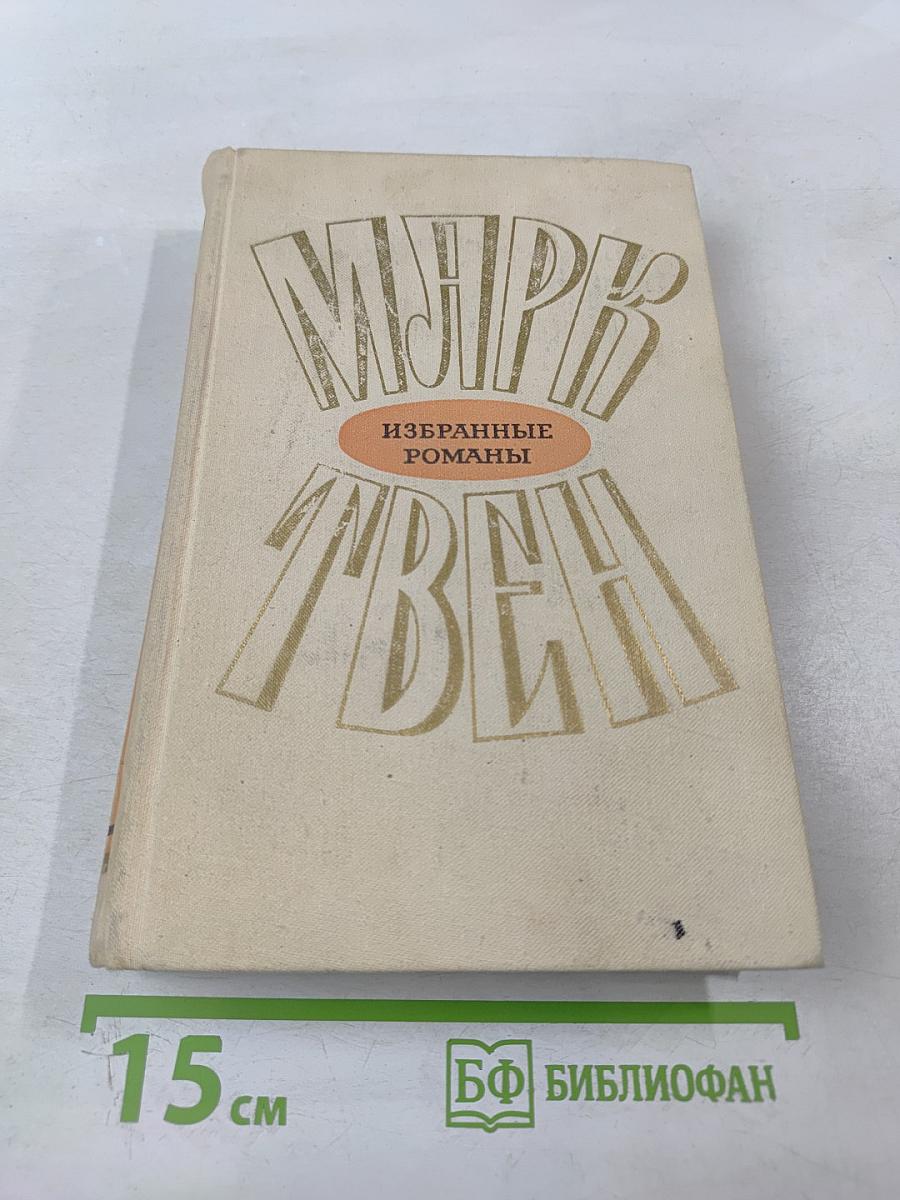 МАРК
ИЗБРАННЫЕ
РОМАНЫ
ТВЕН
15 см
БФ БИБЛИОФАН